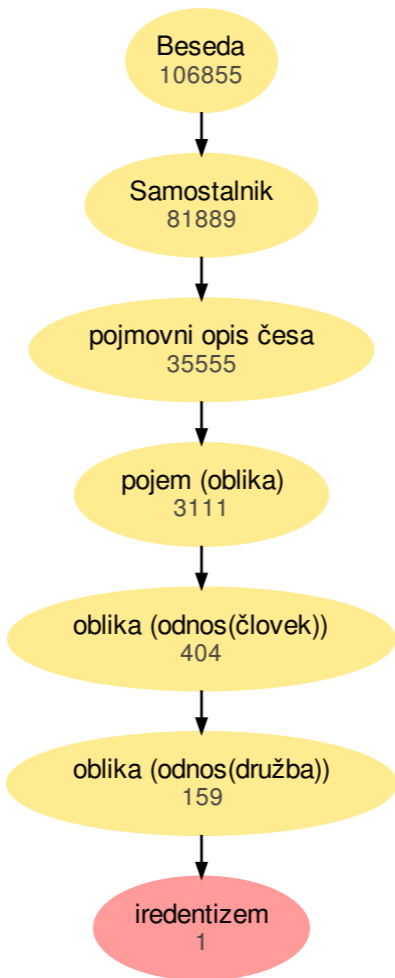 Beseda
106855
Samostalnik
81889
pojmovni opis česa
35555
pojem (oblika)
3111
oblika (odnos(človek))
404
oblika (odnos(družba))
159
iredentizem
1